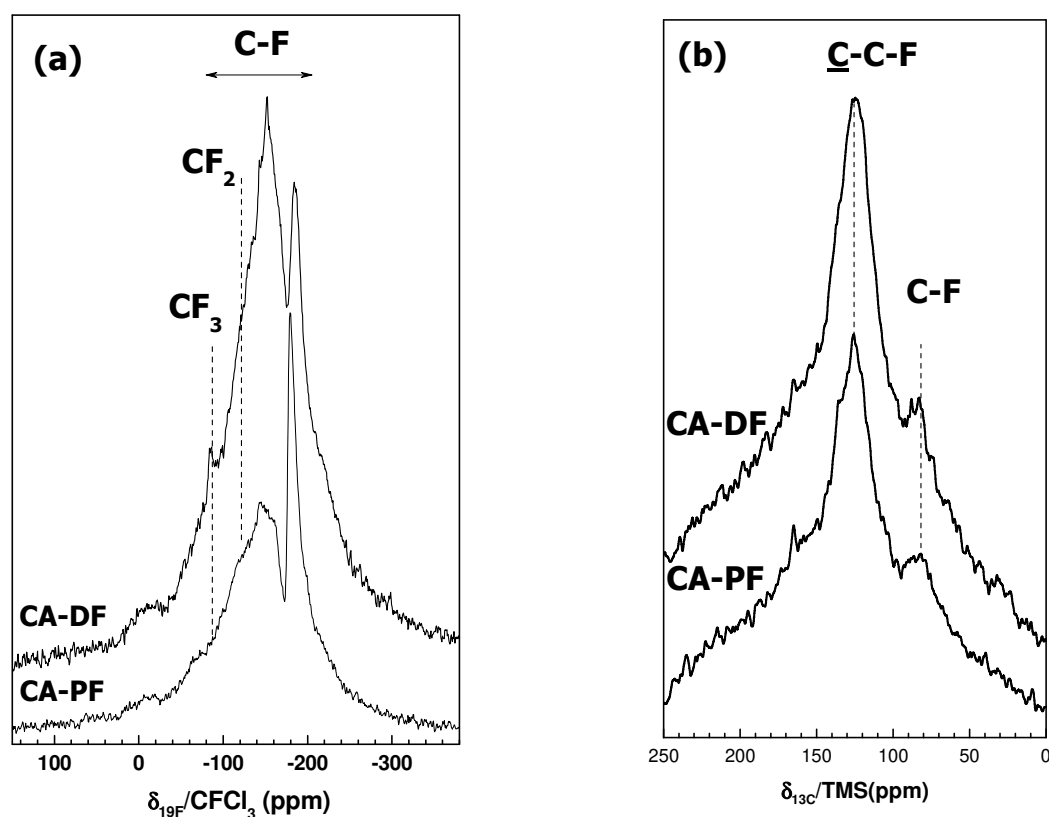 (a)
C-F
CF₂
CF₃
CA-DF
CA-PF
100 0 -100 -200 -300
δ₁₉F/CFCl₃ (ppm)
(b)
C-C-F
C-F
CA-DF
CA-PF
250 200 150 100 50 0
δ₁₃C/TMS(ppm)